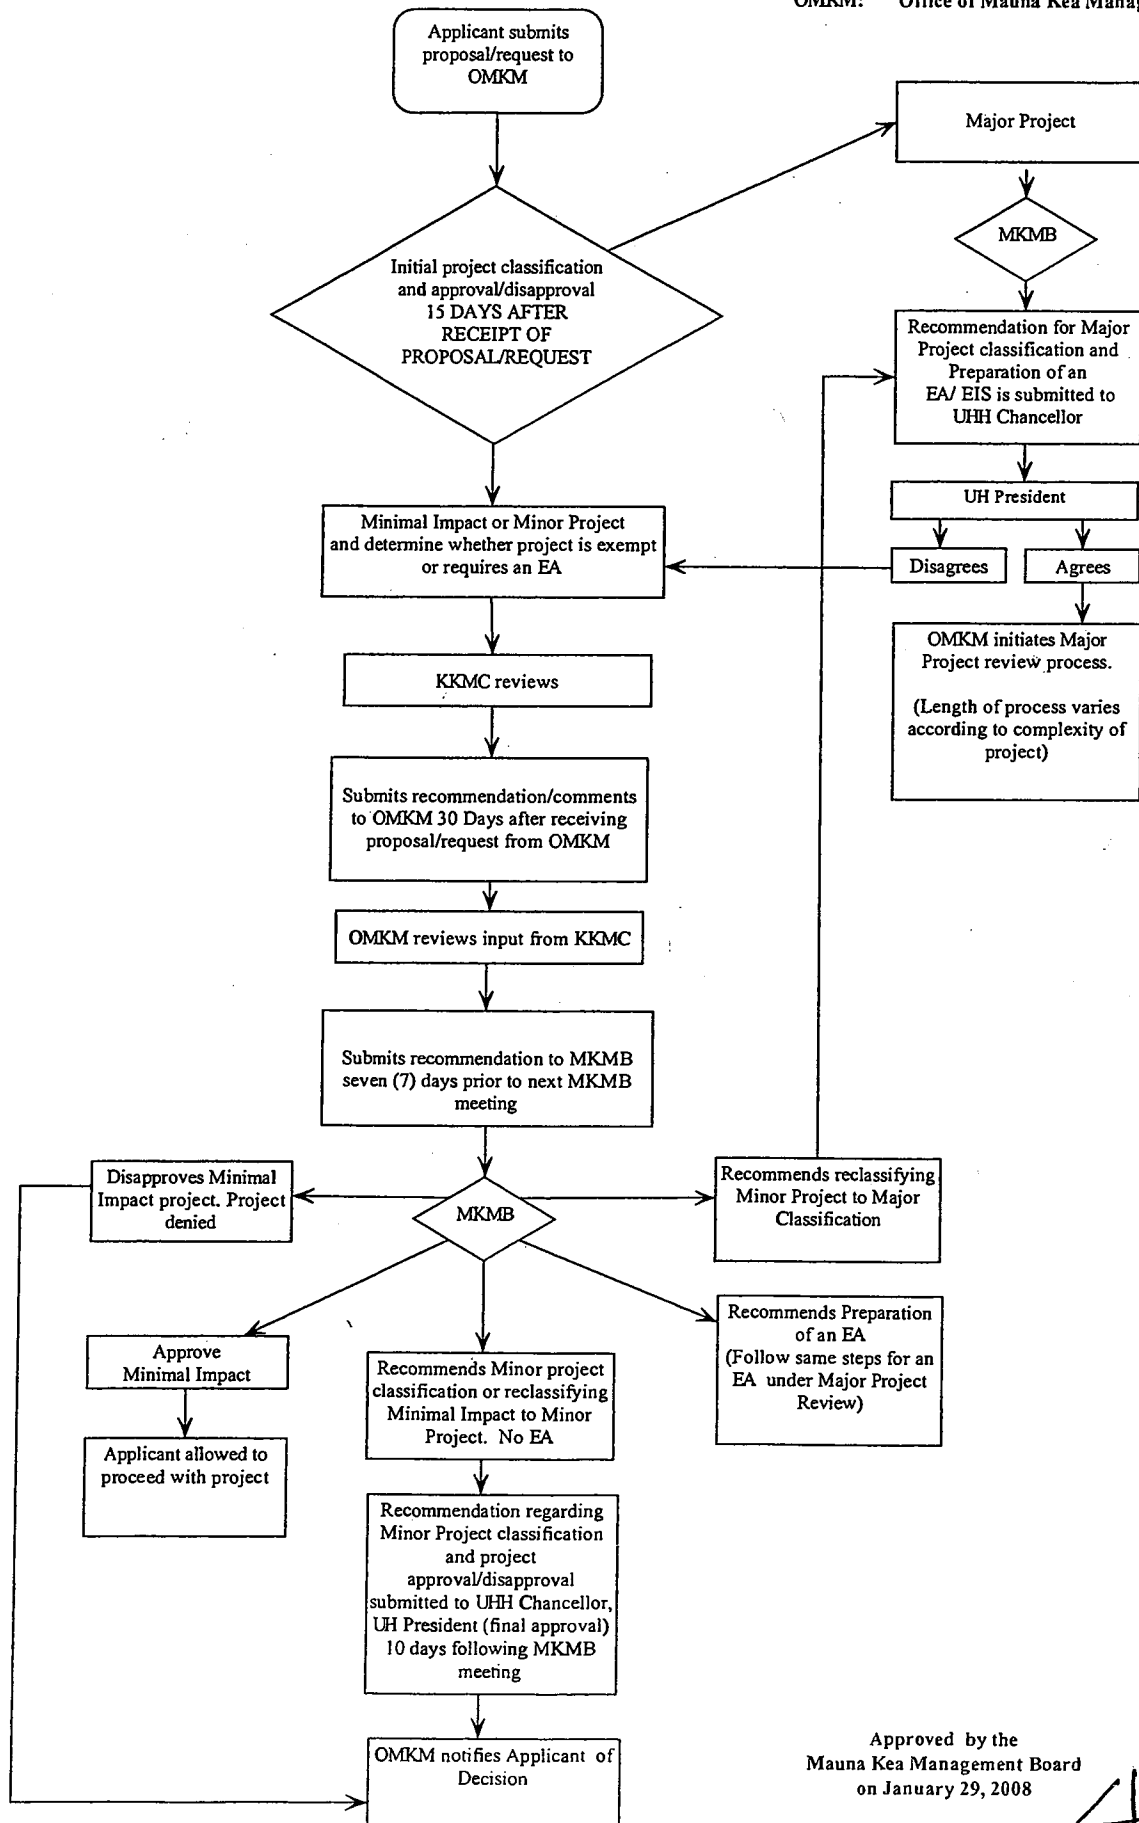 OMKM: Office of Mauna Kea
Applicant submits
proposal/request to
OMKM
Major Project
MKMB
Initial project classification
and approval/disapproval
15 DAYS AFTER
RECEIPT OF
PROPOSAL/REQUEST
Recommendation for Major
Project classification and
Preparation of an
EA/ EIS is submitted to
UHH Chancellor
UH President
Disagrees
Agrees
Minimal Impact or Minor Project
and determine whether project is exempt
or requires an EA
OMKM initiates Major
Project review process.
(Length of process varies
according to complexity of
project)
KKMC reviews
Submits recommendation/comments
to OMKM 30 Days after receiving
proposal/request from OMKM
OMKM reviews input from KKMC
Submits recommendation to MKMB
seven (7) days prior to next MKMB
meeting
Disapproves Minimal
Impact project. Project
denied
MKMB
Recommends reclassifying
Minor Project to Major
Classification
Approve
Minimal Impact
Recommends Minor project
classification or reclassifying
Minimal Impact to Minor
Project. No EA
Recommends Preparation
of an EA
(Follow same steps for an
EA under Major Project
Review)
Applicant allowed to
proceed with project
Recommendation regarding
Minor Project classification
and project
approval/disapproval
submitted to UHH Chancellor,
UH President (final approval)
10 days following MKMB
meeting
OMKM notifies Applicant of
Decision
Approved by the
Mauna Kea Management Board
on January 29, 2008